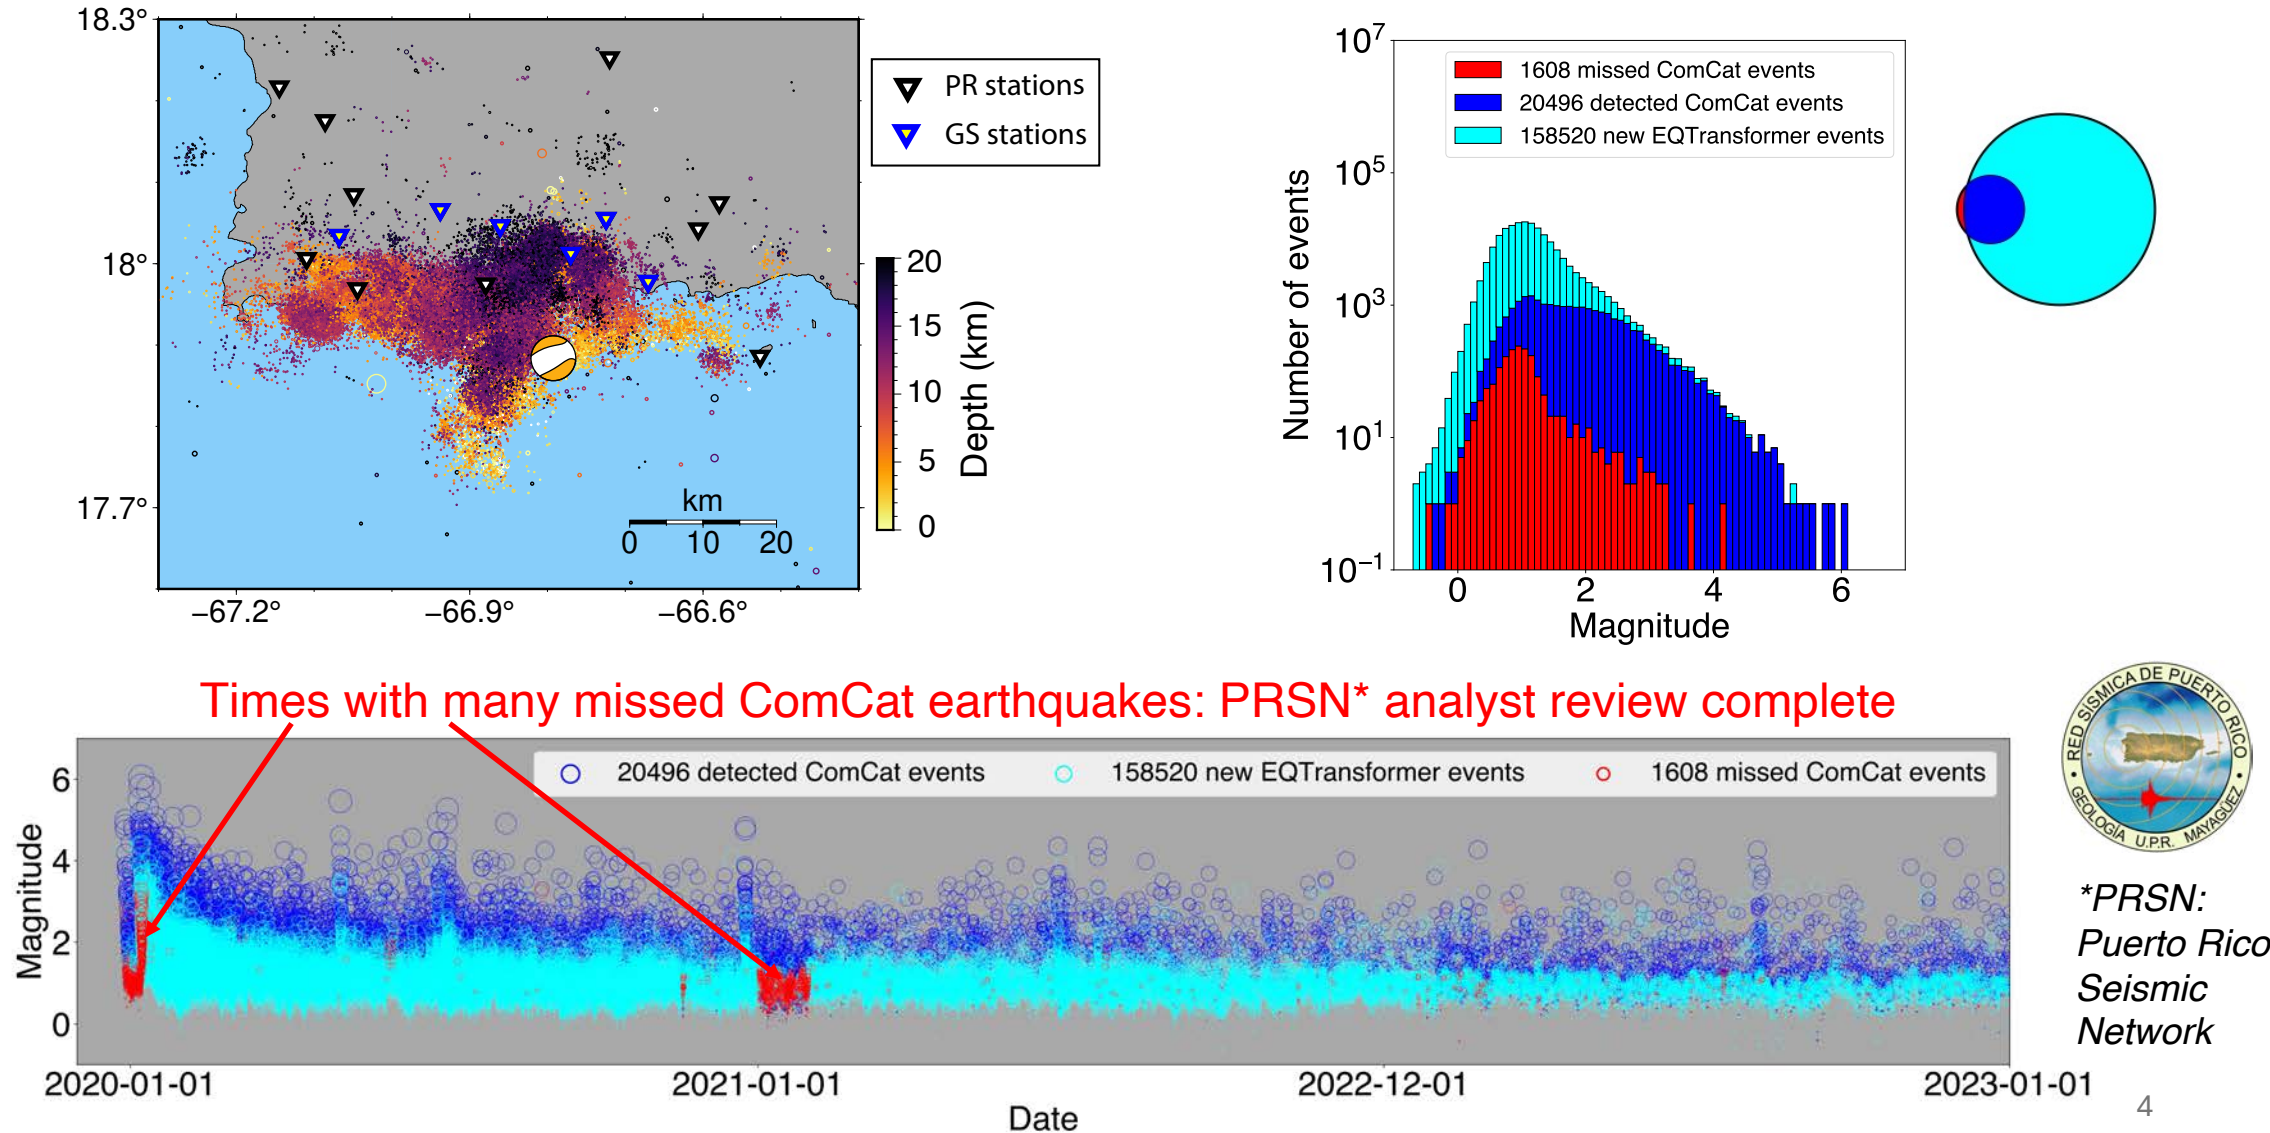 18.3°
18°
17.7°
−67.2°
−66.9°
−66.6°
km
0 10 20
PR stations
GS stations
20
15
10
5
0
Depth (km)
10^7
10^5
10^3
10^1
10^−1
Number of events
1608 missed ComCat events
20496 detected ComCat events
158520 new EQTransformer events
0 2 4 6
Magnitude
Times with many missed ComCat earthquakes: PRSN* analyst review complete
20496 detected ComCat events
158520 new EQTransformer events
1608 missed ComCat events
6
4
2
0
Magnitude
2020-01-01
2021-01-01
2022-12-01
2023-01-01
Date
RED SÍSMICA DE PUERTO RICO
GEOLOGÍA U.P.R. MAYAGÜEZ
*PRSN:
Puerto Rico
Seismic
Network
4